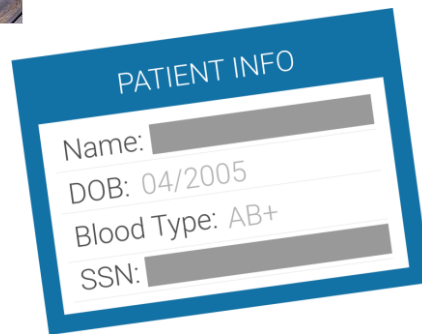 PATIENT INFO
Name:
DOB: 04/2005
Blood Type: AB+
SSN: